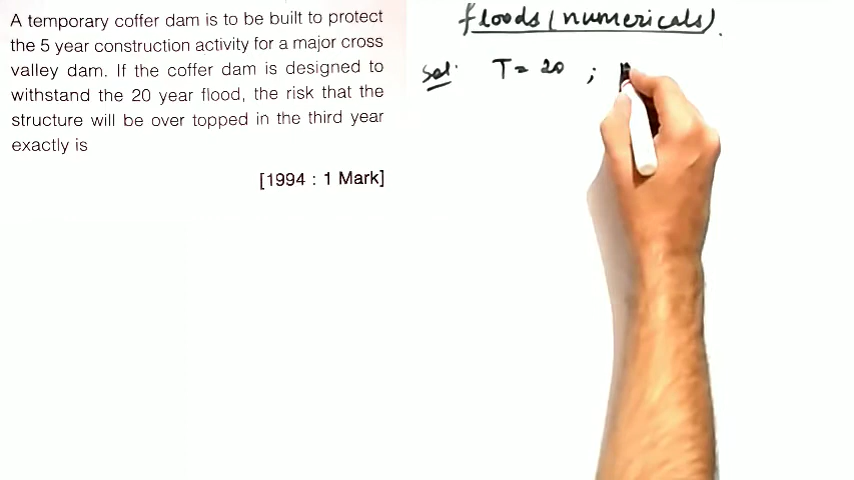 A temporary coffer dam is to be built to protect
the 5 year construction activity for a major cross
valley dam. If the coffer dam is designed to
withstand the 20 year flood, the risk that the
structure will be over topped in the third year
exactly is
[1994 : 1 Mark]
floods (numericals).
Sol. T = 20 ;